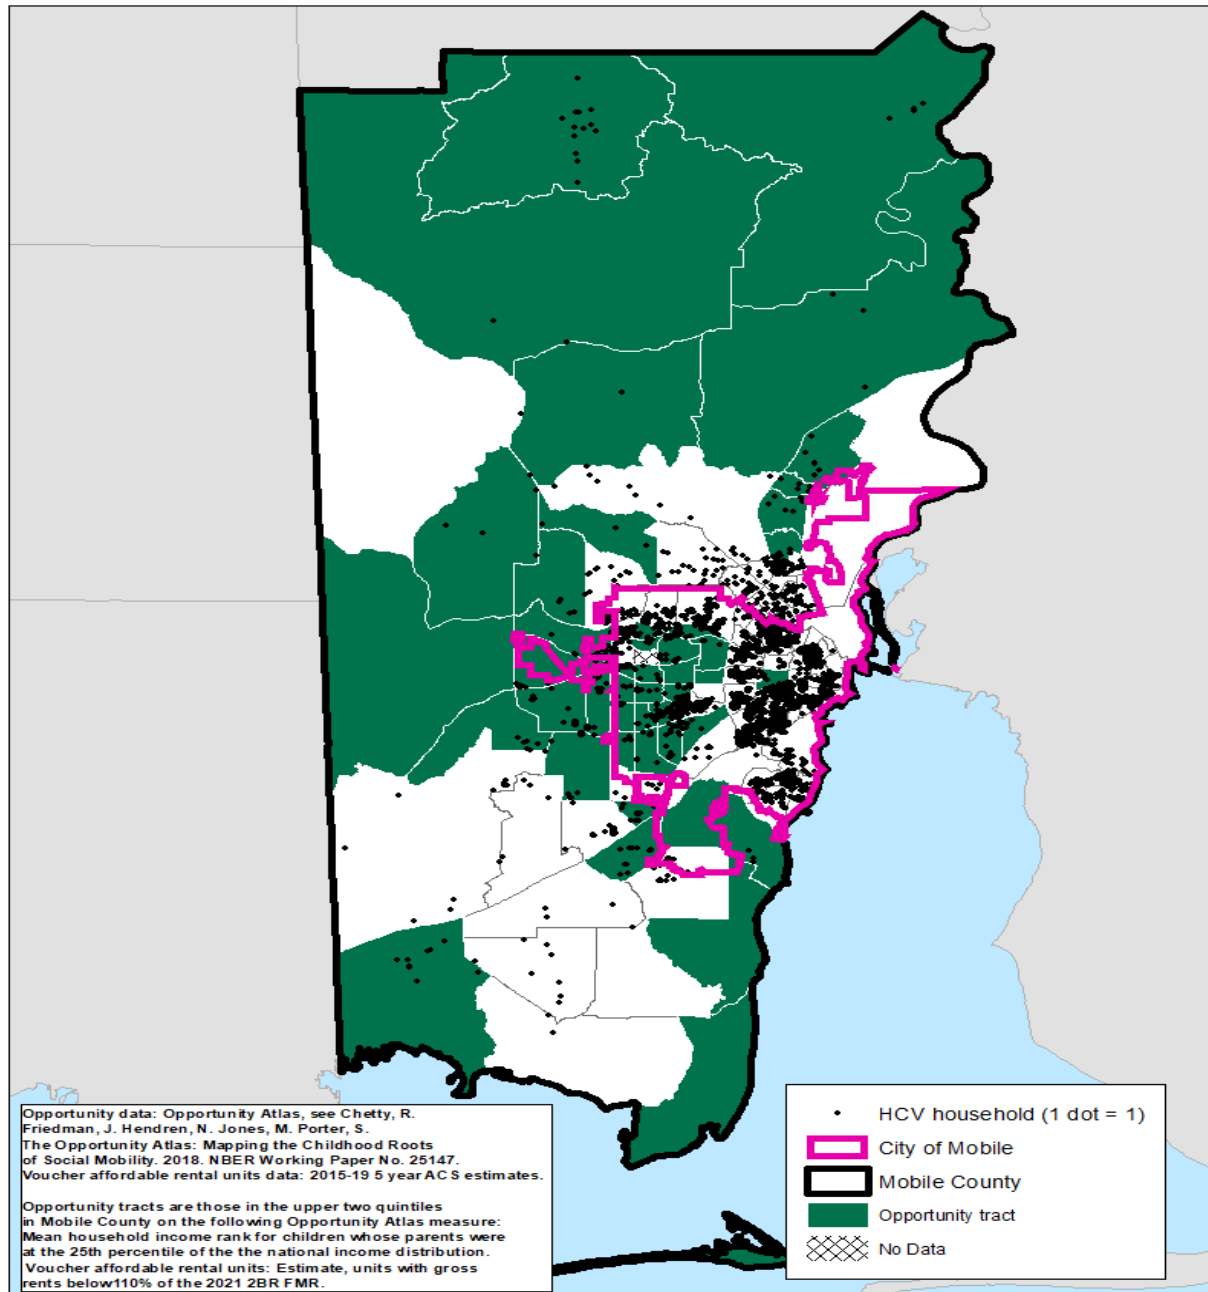 Opportunity data: Opportunity Atlas, see Chetty, R.
Friedman, J. Hendren, N. Jones, M. Porter, S.
The Opportunity Atlas: Mapping the Childhood Roots
of Social Mobility. 2018. NBER Working Paper No. 25147.
Voucher affordable rental units data: 2015-19 5 year ACS estimates.
Opportunity tracts are those in the upper two quintiles
in Mobile County on the following Opportunity Atlas measure:
Mean household income rank for children whose parents were
at the 25th percentile of the the national income distribution.
Voucher affordable rental units: Estimate, units with gross
rents below110% of the 2021 2BR FMR.
HCV household (1 dot = 1)
City of Mobile
Mobile County
Opportunity tract
No Data